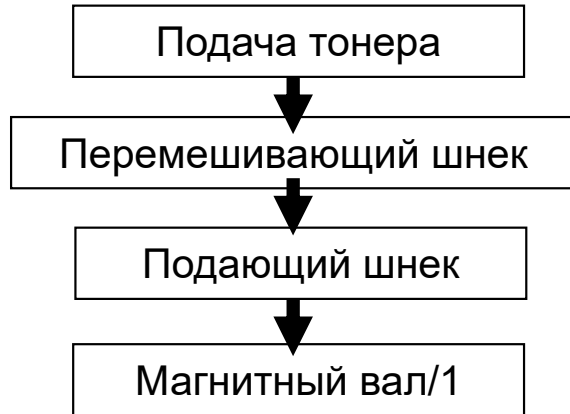 Подача тонера
Перемешивающий шнек
Подающий шнек
Магнитный вал/1